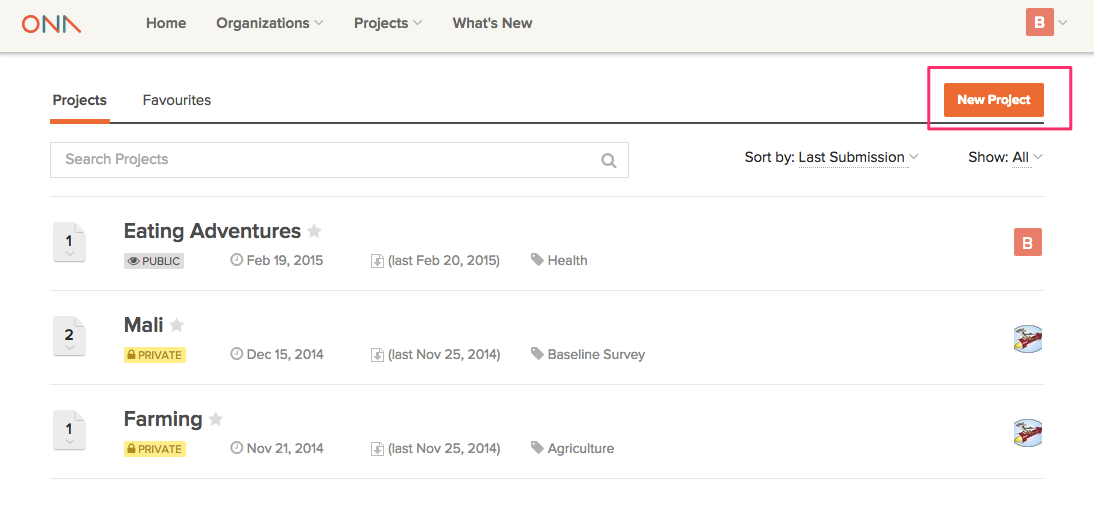 ONA Home Organizations Projects What's New B
Projects Favourites New Project
Search Projects Sort by: Last Submission Show: All
1 Eating Adventures B
PUBLIC Feb 19, 2015 (last Feb 20, 2015) Health
2 Mali
PRIVATE Dec 15, 2014 (last Nov 25, 2014) Baseline Survey
1 Farming
PRIVATE Nov 21, 2014 (last Nov 25, 2014) Agriculture